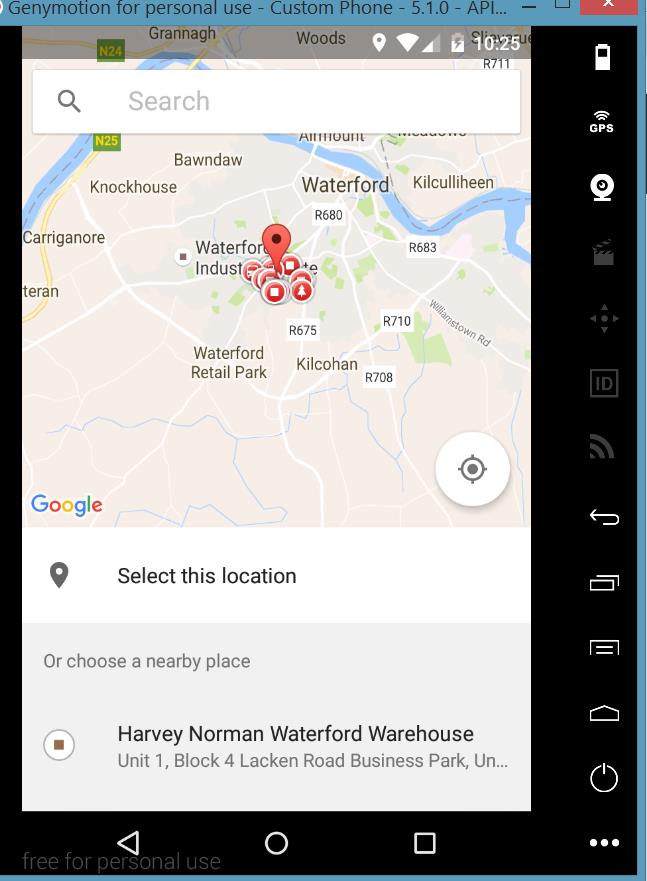 Genymotion for personal use - Custom Phone - 5.1.0 - API...
Grannagh
Woods
N24
10:25
R711
Search
N25
Airmount
Meadows
Bawndaw
Knockhouse
Waterford
Kilculliheen
R680
Carriganore
Waterford
R683
Industrial Estate
R710
R675
Williamstown Rd
Waterford
Retail Park
Kilcohan
R708
Google
Select this location
Or choose a nearby place
Harvey Norman Waterford Warehouse
Unit 1, Block 4 Lacken Road Business Park, Un...
GPS
ID
free for personal use